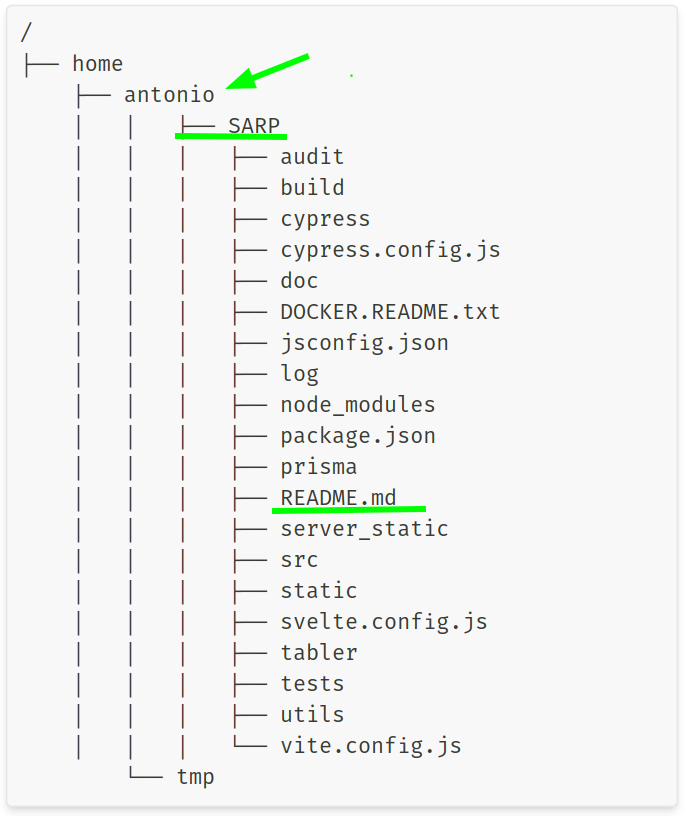 /
├── home
    ├── antonio
    │   │   ├── SARP
    │   │   │   ├── audit
    │   │   │   ├── build
    │   │   │   ├── cypress
    │   │   │   ├── cypress.config.js
    │   │   │   ├── doc
    │   │   │   ├── DOCKER.README.txt
    │   │   │   ├── jsconfig.json
    │   │   │   ├── log
    │   │   │   ├── node_modules
    │   │   │   ├── package.json
    │   │   │   ├── prisma
    │   │   │   ├── README.md
    │   │   │   ├── server_static
    │   │   │   ├── src
    │   │   │   ├── static
    │   │   │   ├── svelte.config.js
    │   │   │   ├── tabler
    │   │   │   ├── tests
    │   │   │   ├── utils
    │   │   │   └── vite.config.js
        └── tmp